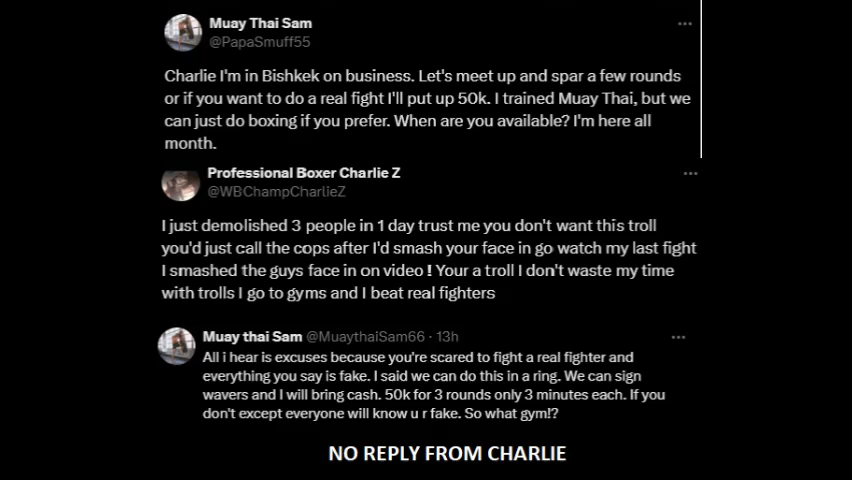 Muay Thai Sam
@PapaSmuff55
Charlie I'm in Bishkek on business. Let's meet up and spar a few rounds
or if you want to do a real fight I'll put up 50k. I trained Muay Thai, but we
can just do boxing if you prefer. When are you available? I'm here all
month.
Professional Boxer Charlie Z
@WBChampCharlieZ
I just demolished 3 people in 1 day trust me you don't want this troll
you'd just call the cops after I'd smash your face in go watch my last fight
I smashed the guys face in on video ! Your a troll I don't waste my time
with trolls I go to gyms and I beat real fighters
Muay thai Sam @MuaythaiSam66 · 13h
All i hear is excuses because you're scared to fight a real fighter and
everything you say is fake. I said we can do this in a ring. We can sign
wavers and I will bring cash. 50k for 3 rounds only 3 minutes each. If you
don't except everyone will know u r fake. So what gym!?
NO REPLY FROM CHARLIE